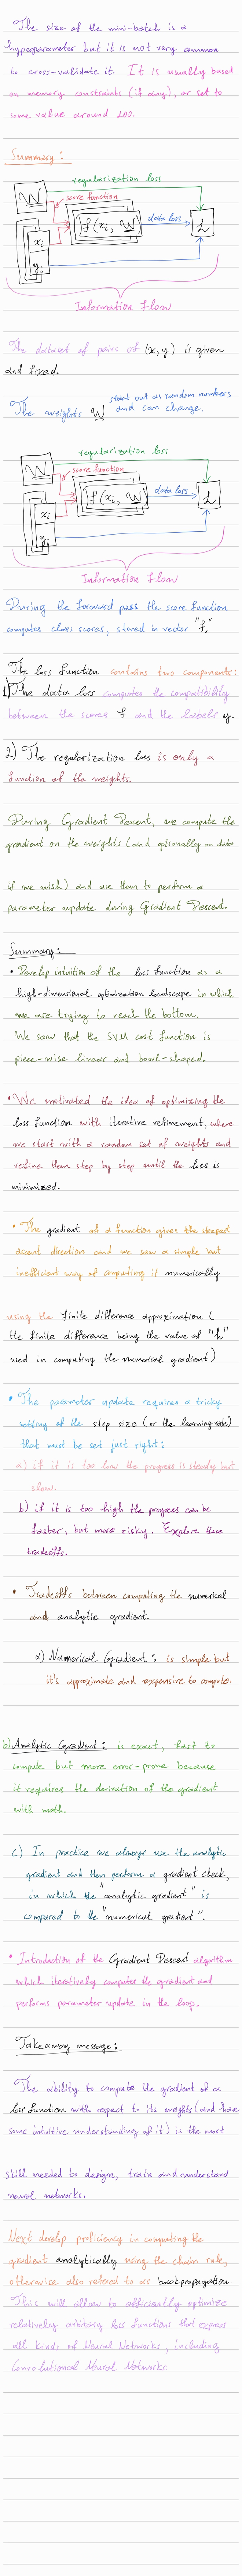 The size of the mini-batch is a
hyperparameter but it is not very common
to cross-validate it. It is usually based
on memory constraints (if any), or set to
some value around 100.
Summary:
regularization loss
W
score function
f(xi, W)
data loss
L
xi
yi
Information flow
The dataset of pairs of (x,y) is given
and fixed.
The weights W start out as random numbers
and can change.
regularization loss
W
score function
f(xi, W)
data loss
L
xi
yi
Information flow
During the forward pass the score function
computes class scores, stored in vector "f"
The loss function contains two components:
1) The data loss computes the compatibility
between the scores f and the labels y.
2) The regularization loss is only a
function of the weights.
During Gradient Descent, we compute the
gradient on the weights (and optionally on data
if we wish) and use them to perform a
parameter update during Gradient Descent.
Summary:
• Develop intuition of the loss function as a
high-dimensional optimization landscape in which
we are trying to reach the bottom.
We saw that the SVM cost function is
piece-wise linear and bowl-shaped.
• We motivated the idea of optimizing the
loss function with iterative refinement, where
we start with a random set of weights and
refine them step by step until the loss is
minimized.
• The gradient of a function gives the steepest
ascent direction and we saw a simple but
inefficient way of computing it numerically
using the finite difference approximation (
the finite difference being the value of "h"
used in computing the numerical gradient)
• The parameter update requires a tricky
setting of the step size (or the learning rate)
that must be set just right:
a) if it is too low the progress is steady but
slow.
b) if it is too high the progress can be
faster, but more risky. Explore these
tradeoffs.
• Tradeoffs between computing the numerical
and analytic gradient.
a) Numerical Gradient: is simple but
it's approximate and expensive to compute.
b) Analytic Gradient: is exact, fast to
compute but more error-prone because
it requires the derivation of the gradient
with math.
c) In practice we always use the analytic
gradient and then perform a gradient check,
in which the "analytic gradient" is
compared to the "numerical gradient".
• Introduction of the Gradient Descent algorithm
which iteratively computes the gradient and
performs parameter update in the loop.
Takeaway message:
The ability to compute the gradient of a
loss function with respect to its weights (and have
some intuitive understanding of it) is the most
skill needed to design, train and understand
neural networks.
Next develop proficiency in computing the
gradient analytically using the chain rule,
otherwise also refered to as backpropagation.
This will allow to efficiently optimize
relatively arbitrary loss functions that express
all kinds of Neural Networks, including
Convolutional Neural Networks.